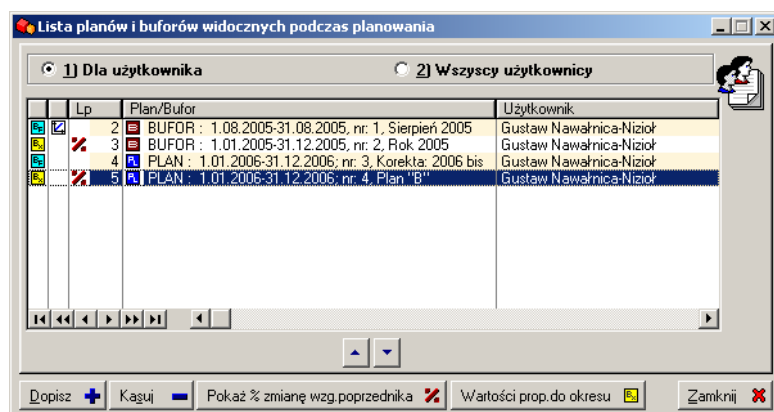 Lista planów i buforów widocznych podczas planowania
1) Dla użytkownika 2) Wszyscy użytkownicy
Lp Plan/Bufor Użytkownik
2 BUFOR : 1.08.2005-31.08.2005, nr: 1, Sierpień 2005 Gustaw Nawałnica-Nizioł
% 3 BUFOR : 1.01.2005-31.12.2005, nr: 2, Rok 2005 Gustaw Nawałnica-Nizioł
4 PLAN : 1.01.2006-31.12.2006; nr: 3, Korekta: 2006 bis Gustaw Nawałnica-Nizioł
% 5 PLAN : 1.01.2006-31.12.2006; nr: 4, Plan "B" Gustaw Nawałnica-Nizioł
Dopisz Kasuj Pokaż % zmianę wzg.poprzednika % Wartości prop.do okresu Zamknij